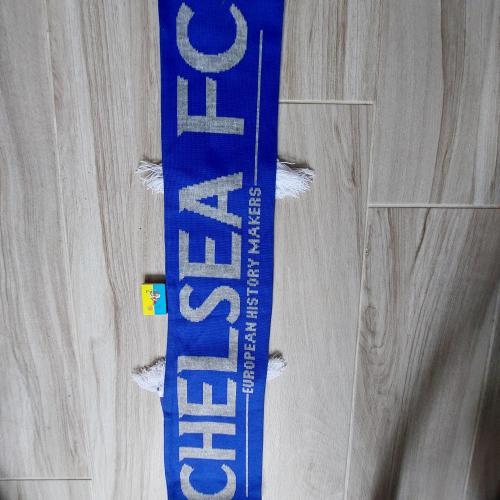 CHELSEA FC
EUROPEAN HISTORY MAKERS